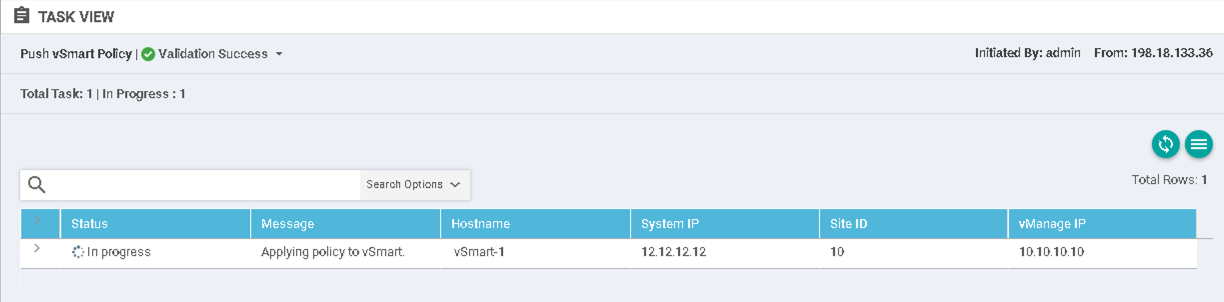 TASK VIEW
Push vSmart Policy | Validation Success
Initiated By: admin From: 198.18.133.36
Total Task: 1 | In Progress : 1
Search Options
Total Rows: 1
Status Message Hostname System IP Site ID vManage IP
In progress Applying policy to vSmart. vSmart-1 12.12.12.12 10 10.10.10.10